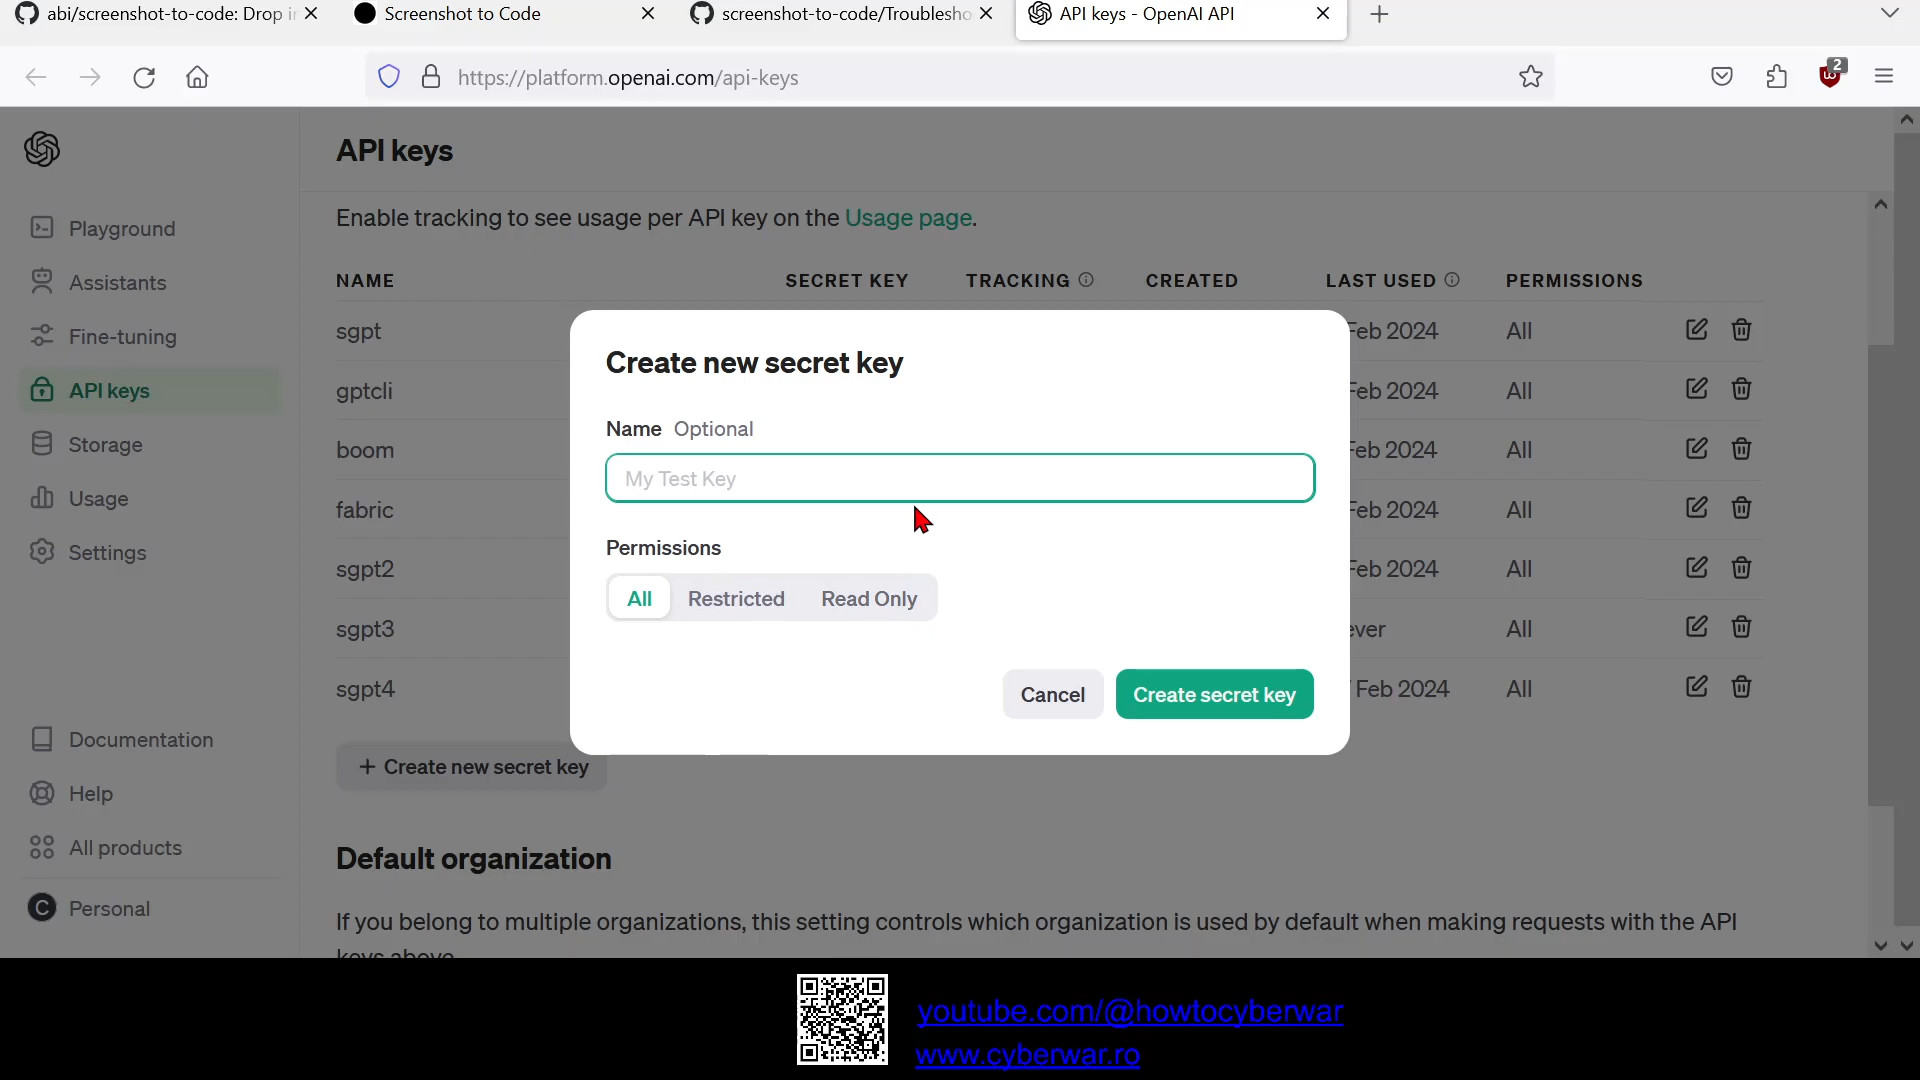 abi/screenshot-to-code: Drop i
Screenshot to Code
screenshot-to-code/Troublesho
API keys - OpenAI API
https://platform.openai.com/api-keys
2
API keys
Playground
Assistants
Fine-tuning
API keys
Storage
Usage
Settings
Documentation
Help
All products
C Personal
Enable tracking to see usage per API key on the Usage page.
NAME SECRET KEY TRACKING CREATED LAST USED PERMISSIONS
sgpt Feb 2024 All
gptcli Feb 2024 All
boom Feb 2024 All
fabric Feb 2024 All
sgpt2 Feb 2024 All
sgpt3 ever All
sgpt4 Feb 2024 All
+ Create new secret key
Create new secret key
Name Optional
My Test Key
Permissions
All Restricted Read Only
Cancel Create secret key
Default organization
If you belong to multiple organizations, this setting controls which organization is used by default when making requests with the API
keys above.
youtube.com/@howtocyberwar
www.cyberwar.ro